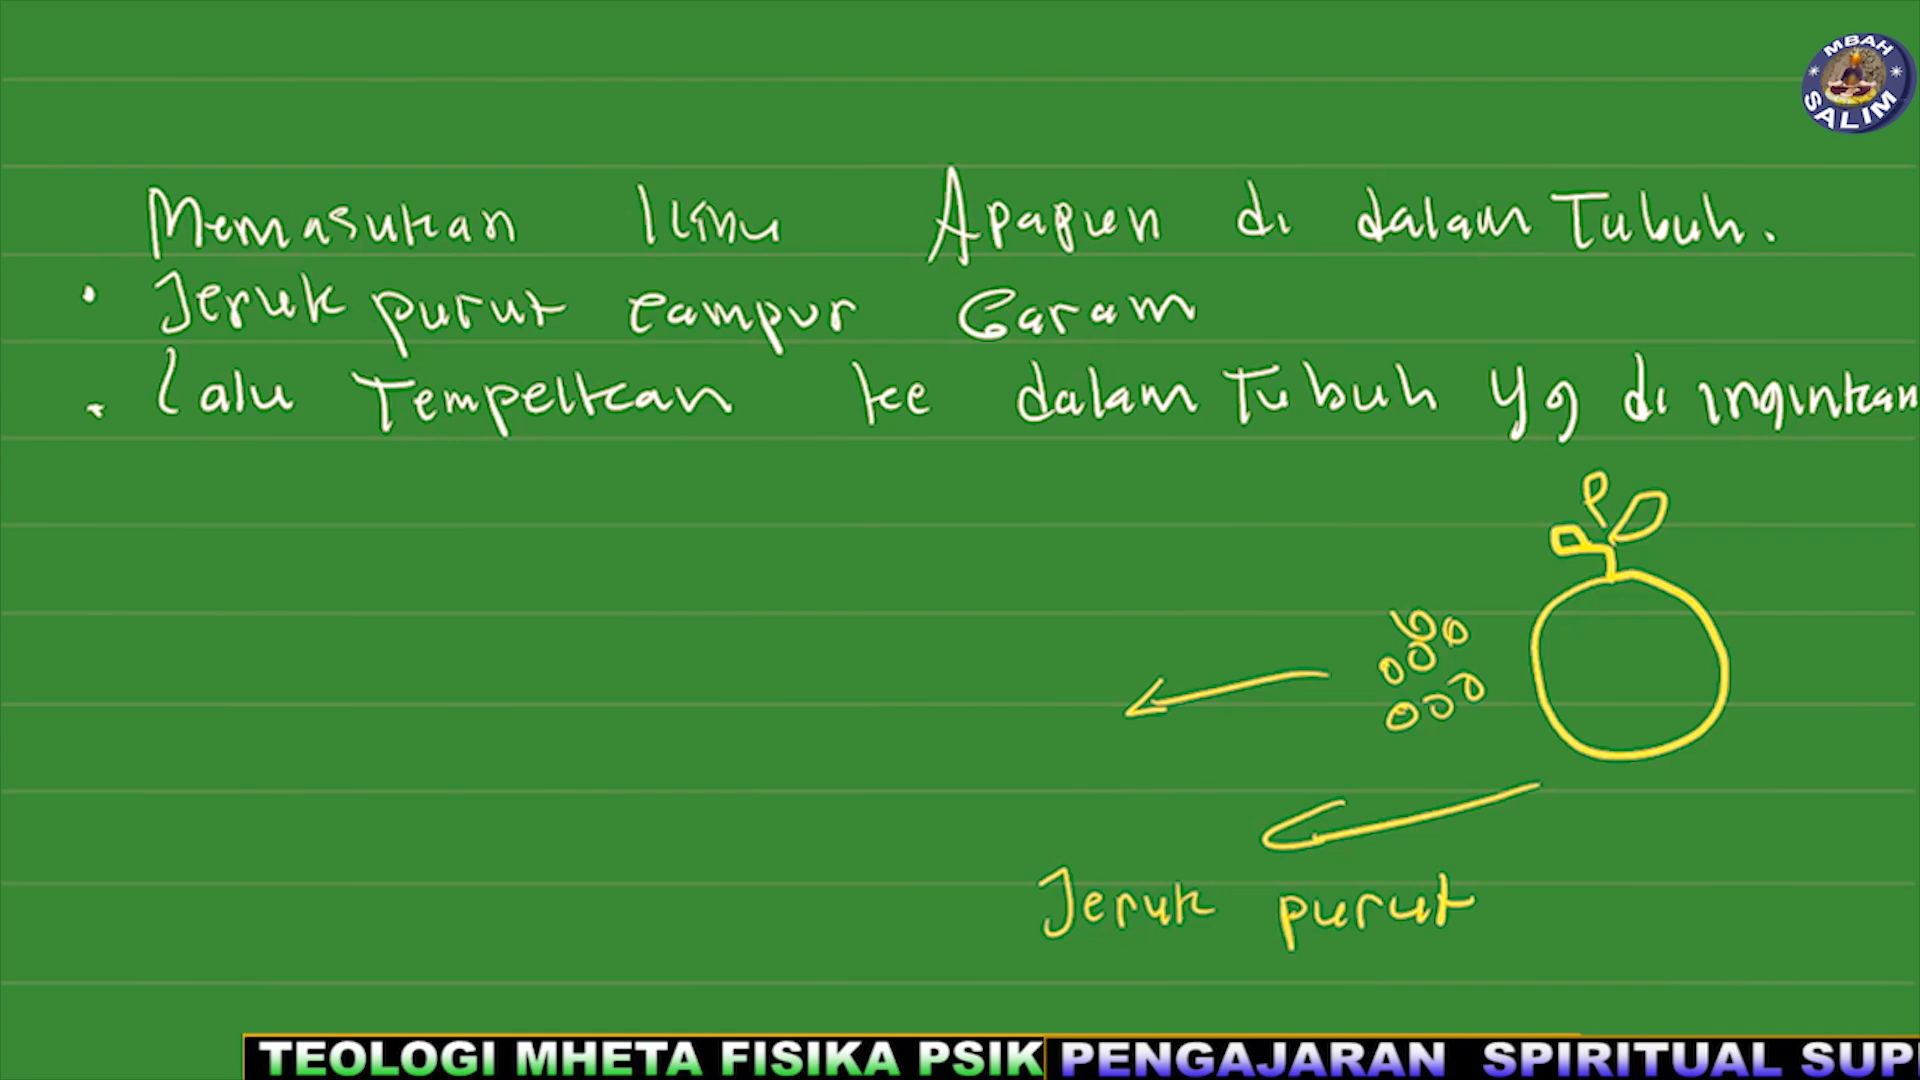 MBAH
SALIM
Memasukan Ilmu Apapun di dalam Tubuh.
• Jeruk purut campur Garam
• Lalu Tempelkan ke dalam Tubuh yg di inginkan
Jeruk purut
TEOLOGI MHETA FISIKA PSIK PENGAJARAN SPIRITUAL SUP